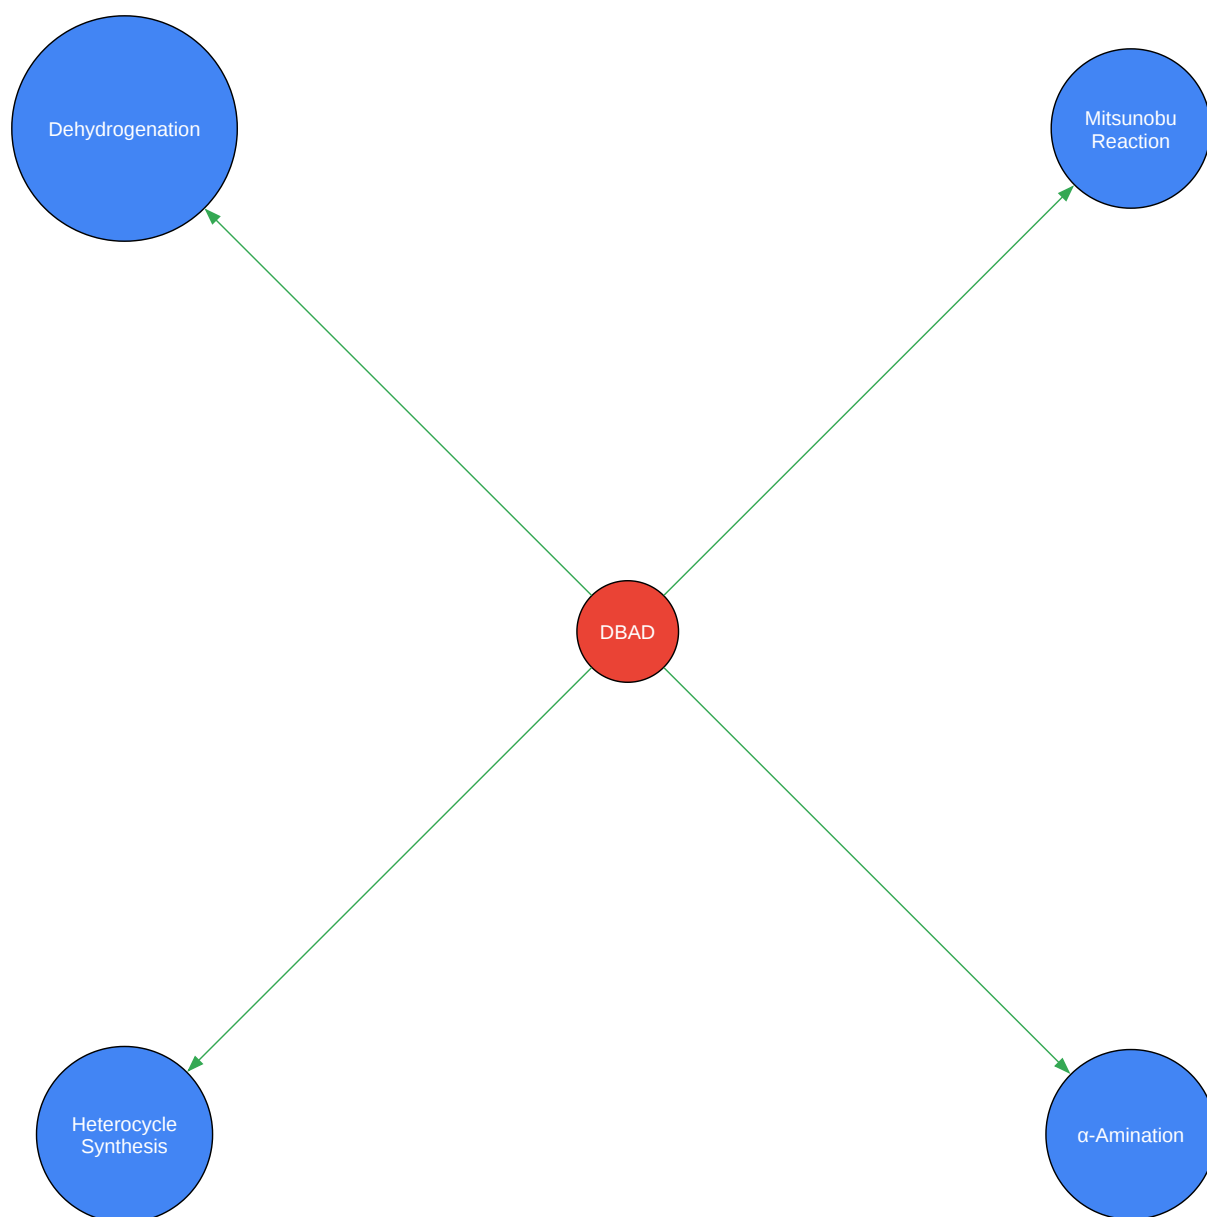 Dehydrogenation
Mitsunobu
Reaction
DBAD
Heterocycle
Synthesis
α-Amination